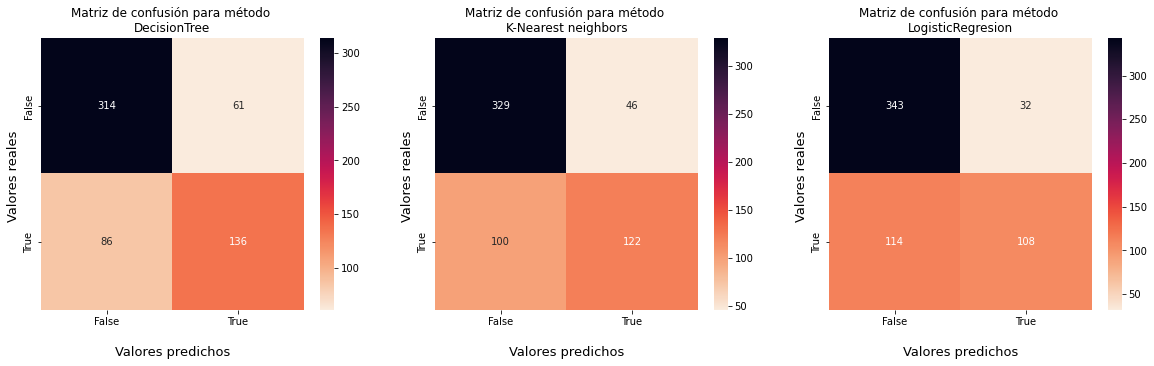 Matriz de confusión para método
DecisionTree
Valores reales
False
True
314
61
86
136
False
True
Valores predichos
300
250
200
150
100
Matriz de confusión para método
K-Nearest neighbors
Valores reales
False
True
329
46
100
122
False
True
Valores predichos
300
250
200
150
100
50
Matriz de confusión para método
LogisticRegresion
Valores reales
False
True
343
32
114
108
False
True
Valores predichos
300
250
200
150
100
50